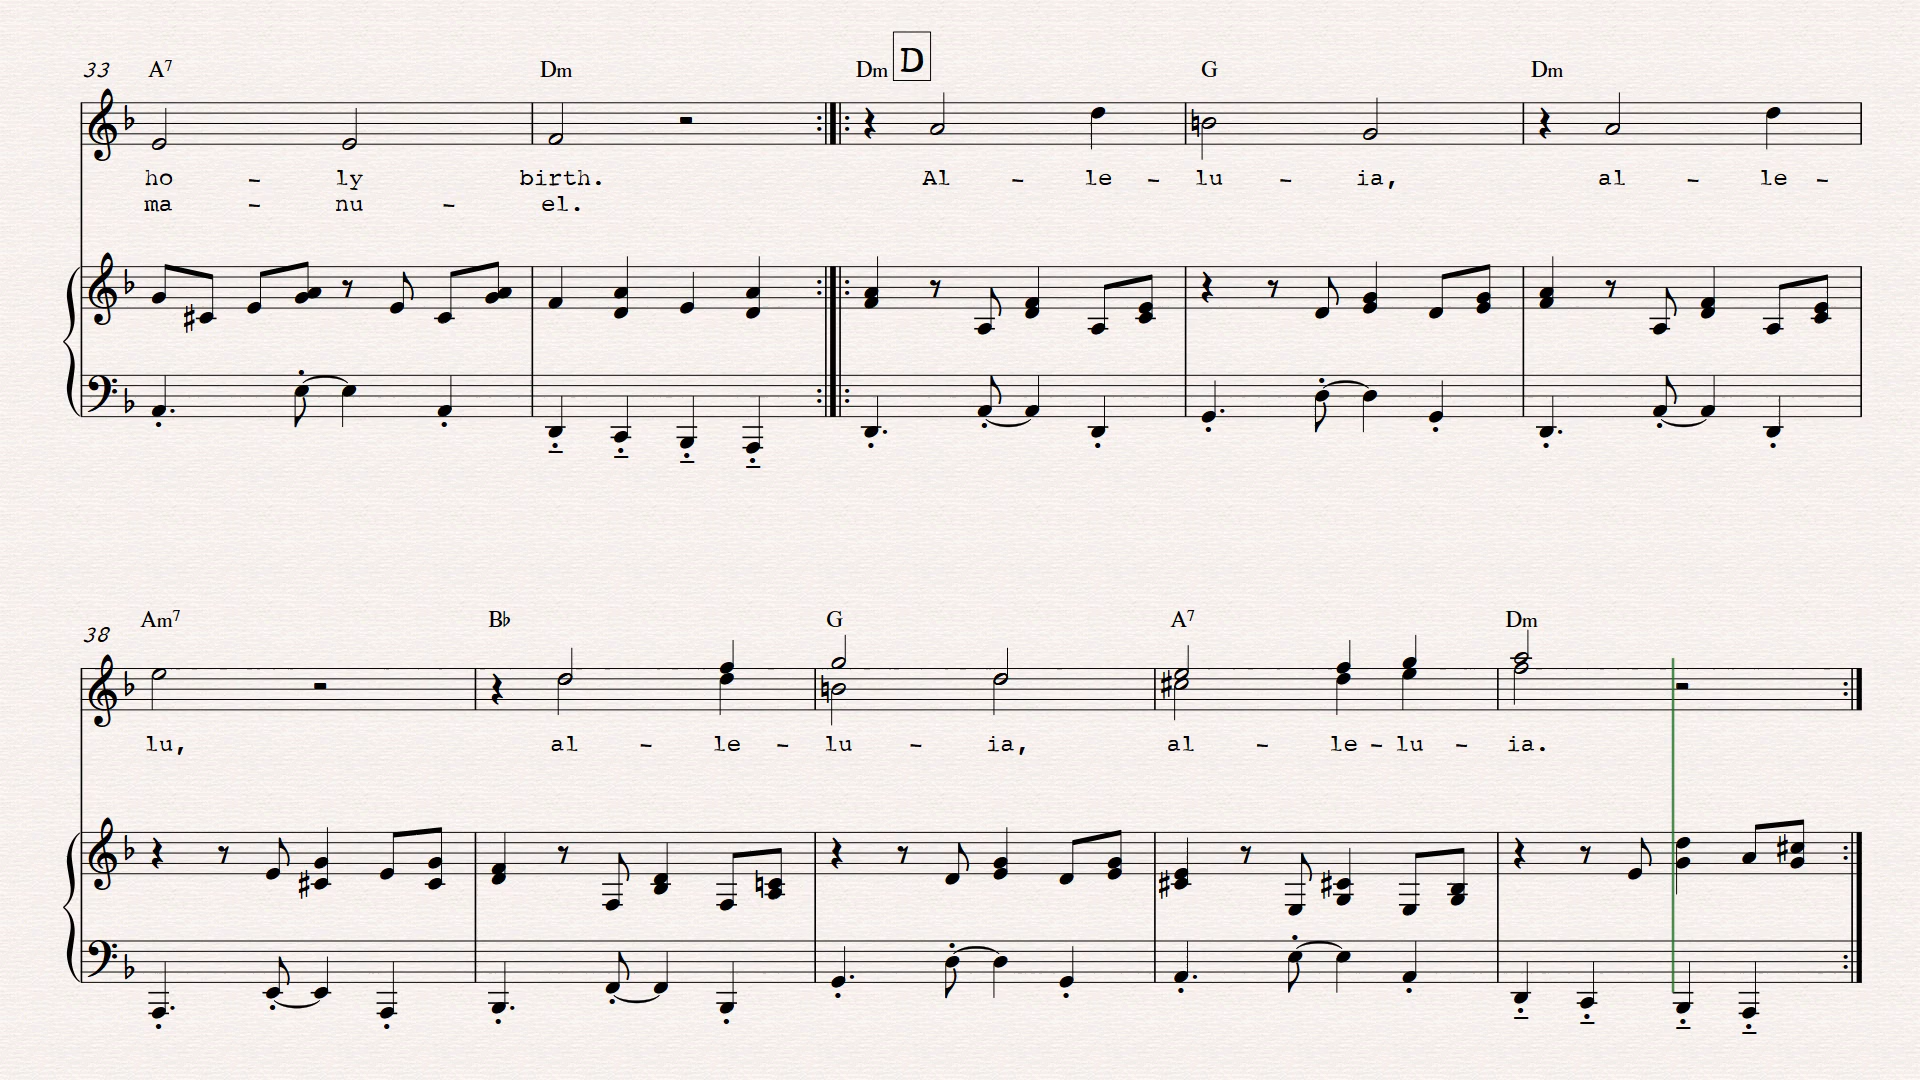 D
33 A7 Dm Dm G Dm
ho - ly birth. Al - le - lu - ia, al - le -
ma - nu - el.
38 Am7 B♭ G A7 Dm
lu, al - le - lu - ia, al - le - lu - ia.